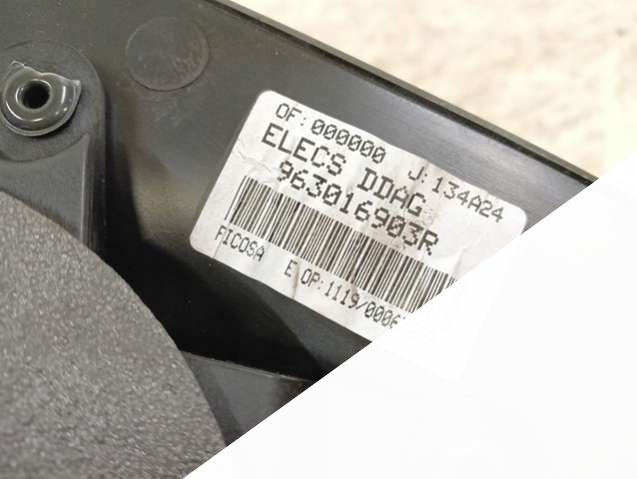 OF:000000 J:134A24
ELECS DDAG
963016903R
FICOSA E OP:1119/000